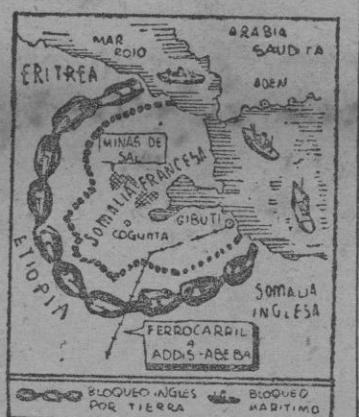 MAR
ROJO
ARABIA
SAUDITA
ERITREA
ADEN
MINAS DE
SAL
SOMALIA FRANCESA
GIBUTI
COGUNTA
ETIOPIA
SOMALIA
INGLESA
FERROCARRIL
A
ADDIS-ABEBA
BLOQUEO INGLES
POR TIERRA
BLOQUEO
MARITIMO